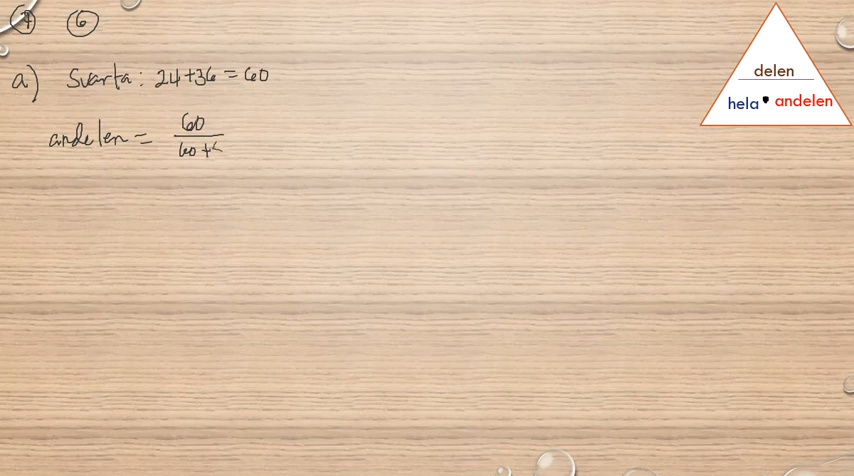 7 6
a) Svarta: 24+36=60
andelen = 60
60+
delen
hela • andelen